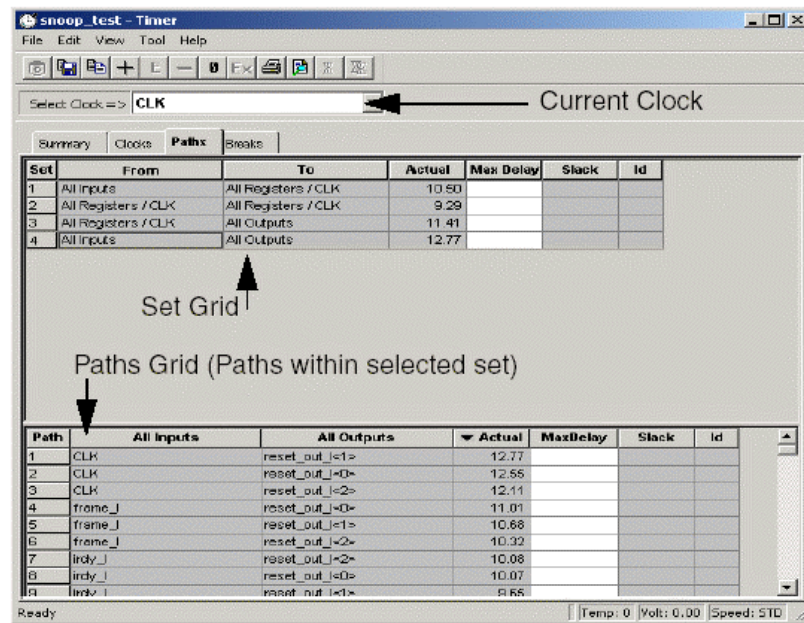 snoop_test - Timer
File Edit View Tool Help
Select Clock => CLK
Current Clock
Summary Clocks Paths Breaks
Set From To Actual Max Delay Slack Id
1 All Inputs All Registers / CLK 10.50
2 All Registers / CLK All Registers / CLK 9.29
3 All Registers / CLK All Outputs 11.41
4 All Inputs All Outputs 12.77
Set Grid
Paths Grid (Paths within selected set)
Path All Inputs All Outputs Actual MaxDelay Slack Id
1 CLK reset_out_l<1> 12.77
2 CLK reset_out_l<0> 12.55
3 CLK reset_out_l<2> 12.11
4 frame_l reset_out_l<0> 11.01
5 frame_l reset_out_l<1> 10.68
6 frame_l reset_out_l<2> 10.32
7 irdy_l reset_out_l<2> 10.08
8 irdy_l reset_out_l<0> 10.07
9 irdy_l reset_out_l<1>
Ready Temp: 0 Volt: 0.00 Speed: STD